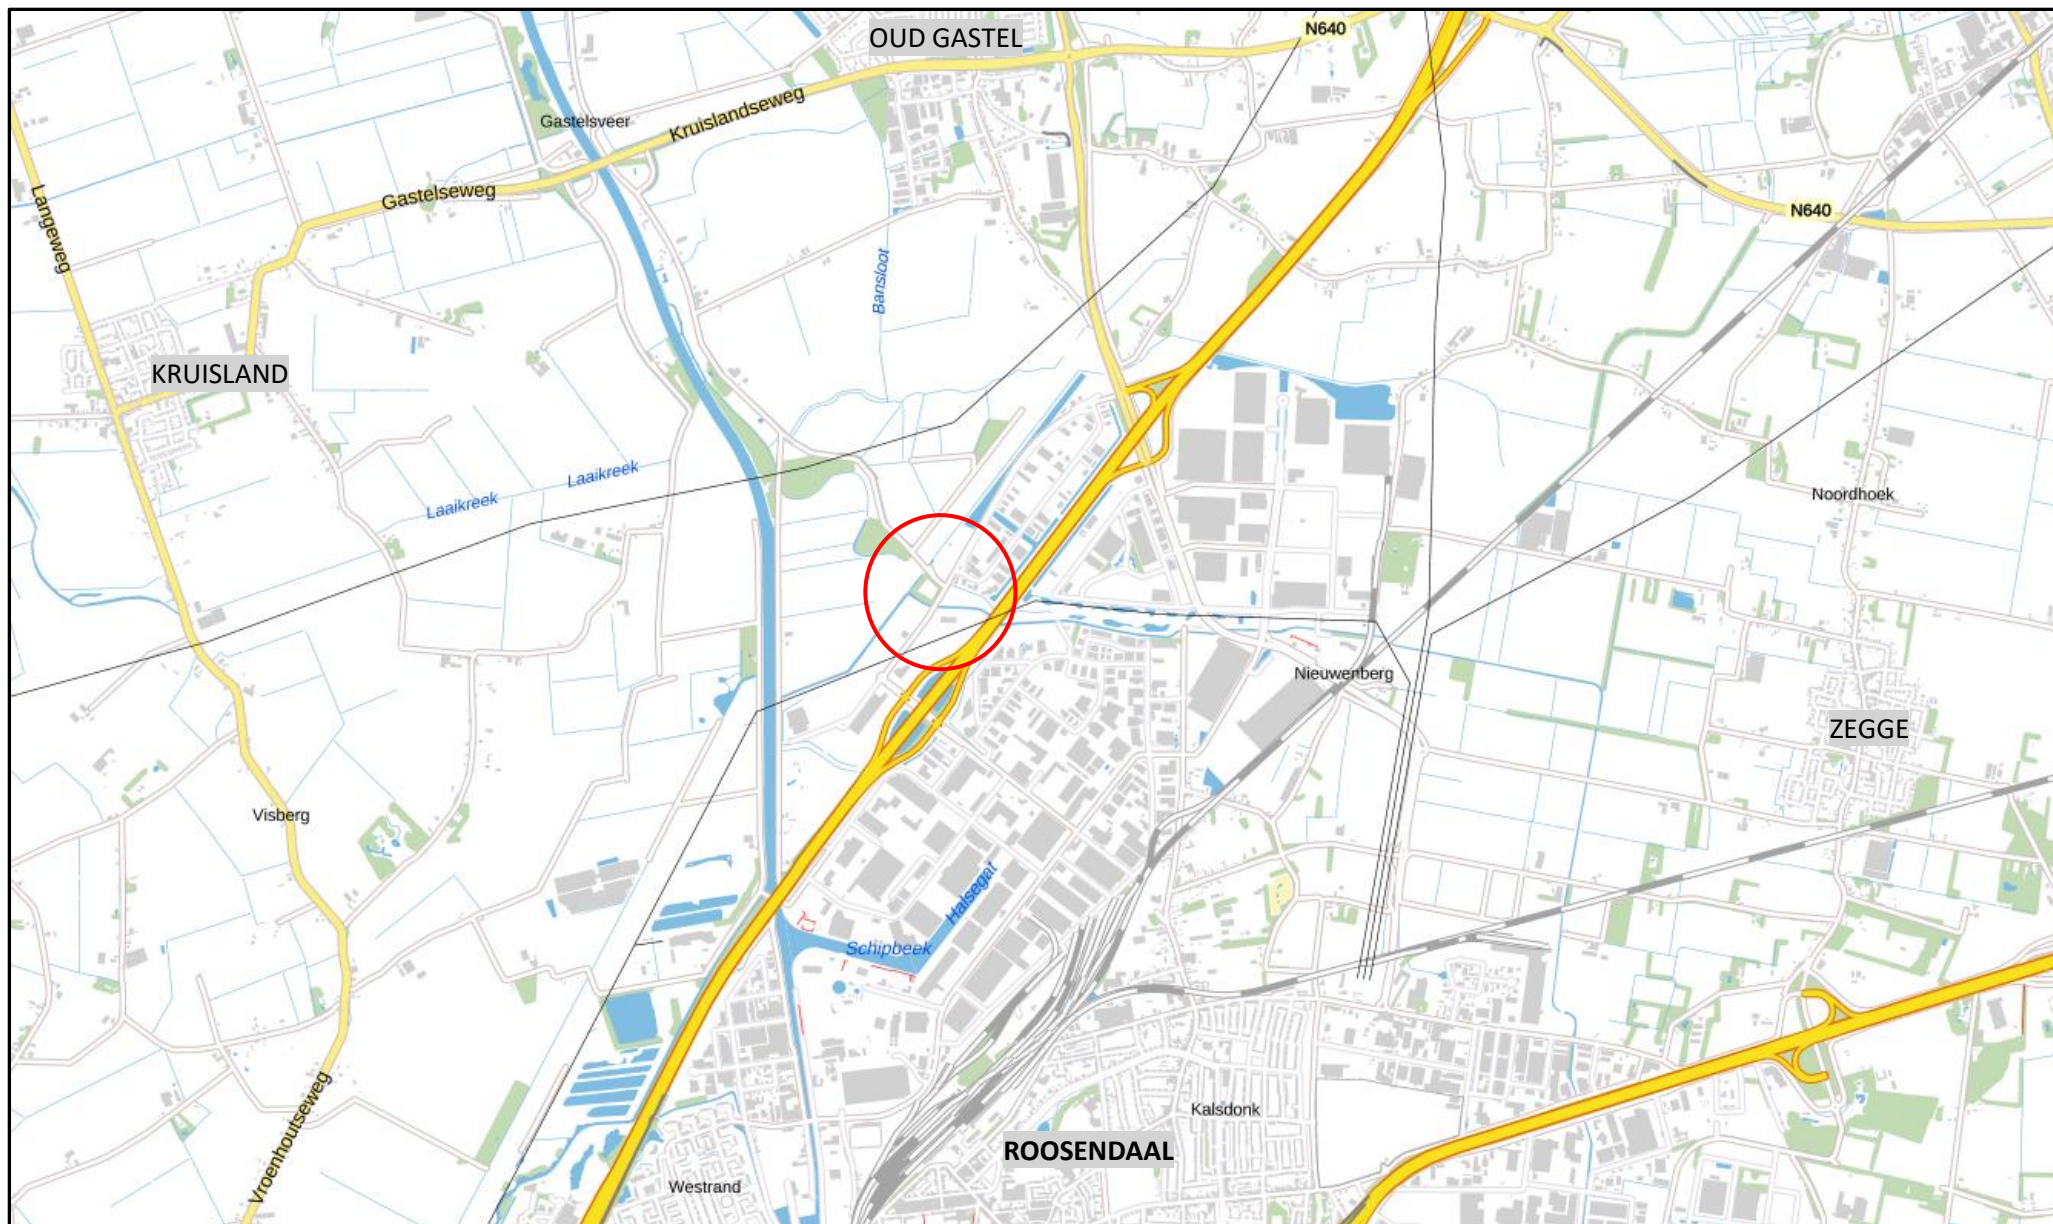 N640
OUD GASTEL
Kruislandseweg
Gastelsveer
Gastelseweg
Langeweg
N640
Bansloot
KRUISLAND
Laaikreek
Laaikreek
Noordhoek
Nieuwenberg
ZEGGE
Visberg
Halsegat
Schipbeek
Vroenhoutseweg
Kalsdonk
ROOSENDAAL
Westrand